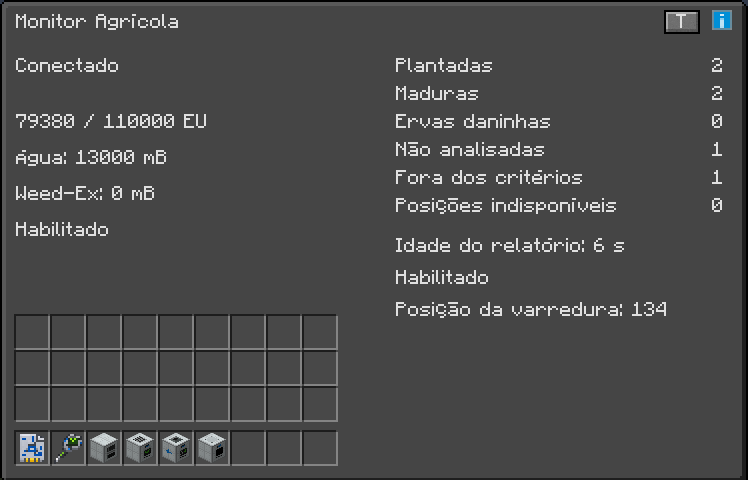 Monitor Agrícola
T
i
Conectado
79380 / 110000 EU
Água: 13000 mB
Weed-Ex: 0 mB
Habilitado
Plantadas 2
Maduras 2
Ervas daninhas 0
Não analisadas 1
Fora dos critérios 1
Posições indisponíveis 0
Idade do relatório: 6 s
Habilitado
Posição da varredura: 134